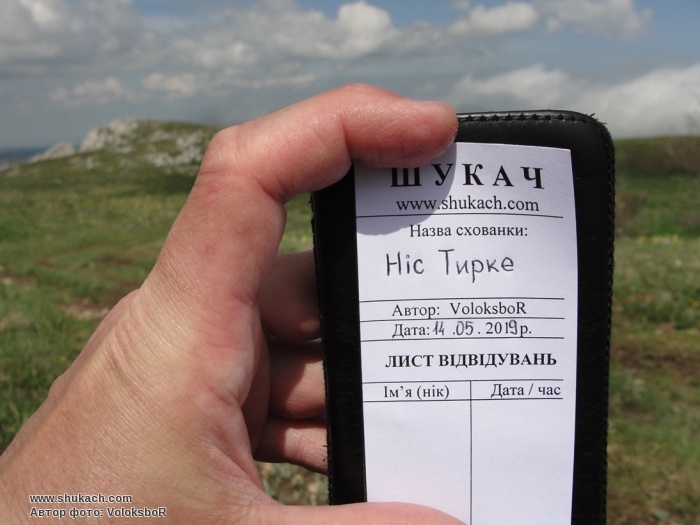 ШУКАЧ
www.shukach.com
Назва схованки:
Ніс Тирке
Автор: VoloksboR
Дата: 14.05.2019р.
ЛИСТ ВІДВІДУВАНЬ
Ім’я (нік) Дата / час
www.shukach.com
Автор фото: VoloksboR